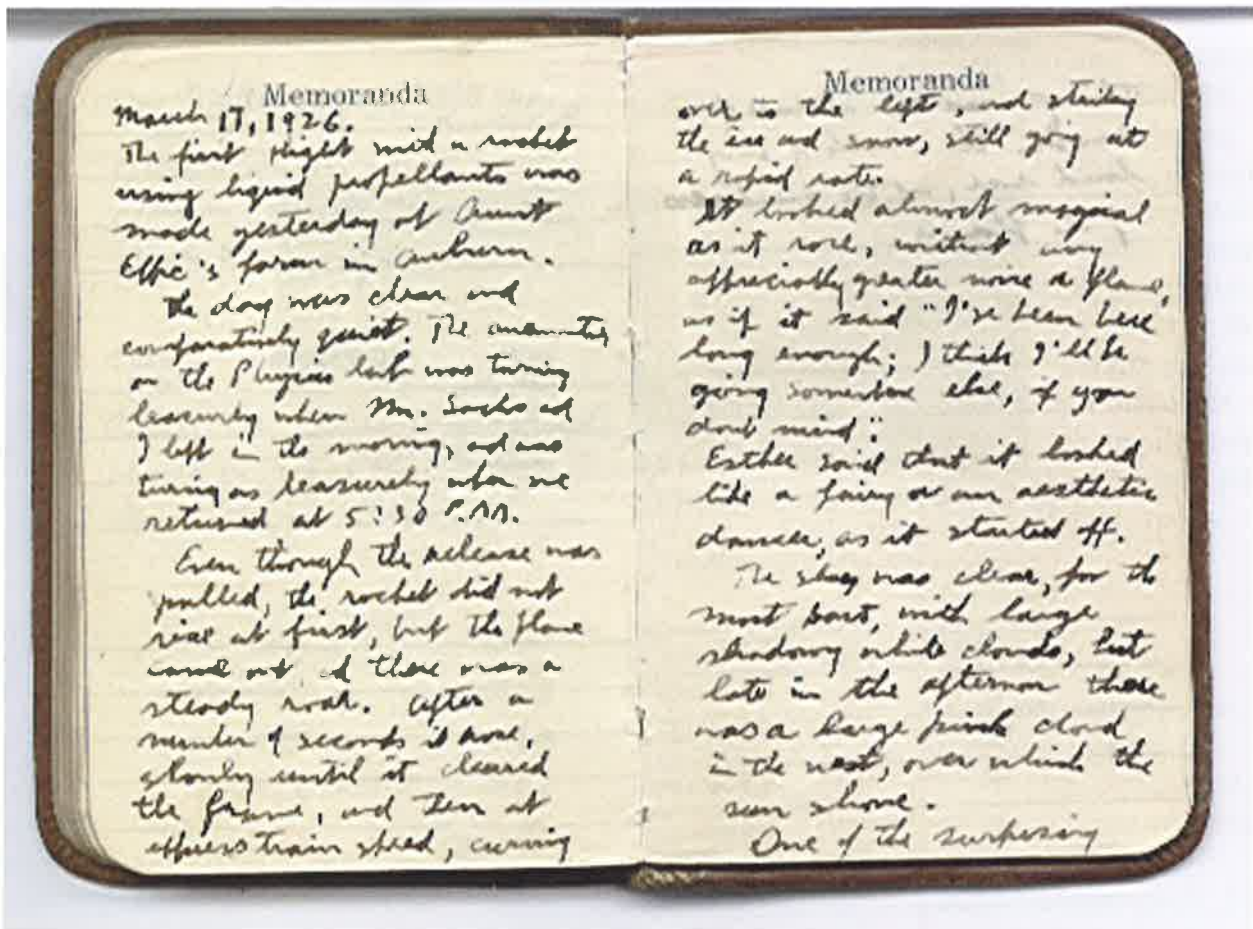 Memoranda
March 17, 1926.
The first flight with a rocket
using liquid propellants was
made yesterday at Aunt
Effie's farm in Auburn.
The day was clear and
comparatively quiet. The anemometer
on the Physics lab was turning
leasurely when Mr. Sachs and
I left in the morning, and was
turning as leasurely when we
returned at 5:30 P.M.
Even though the release was
pulled, the rocket did not
rise at first, but the flame
came out, and there was a
steady roar. After a
number of seconds it rose,
slowly until it cleared
the frame, and then at
express train speed, curving
Memoranda
over to the left, and striking
the ice and snow, still going at
a rapid rate.
It looked almost magical
as it rose, without any
appreciably greater noise or flame,
as if it said "I've been here
long enough; I think I'll be
going somewhere else, if you
dont mind".
Esther said that it looked
like a fairy or an aesthetic
dancer, as it started off.
The sky was clear, for the
most part, with large
shadowy white clouds, but
late in the afternoon there
was a large pink cloud
in the west, over which the
sun shone.
One of the surprising